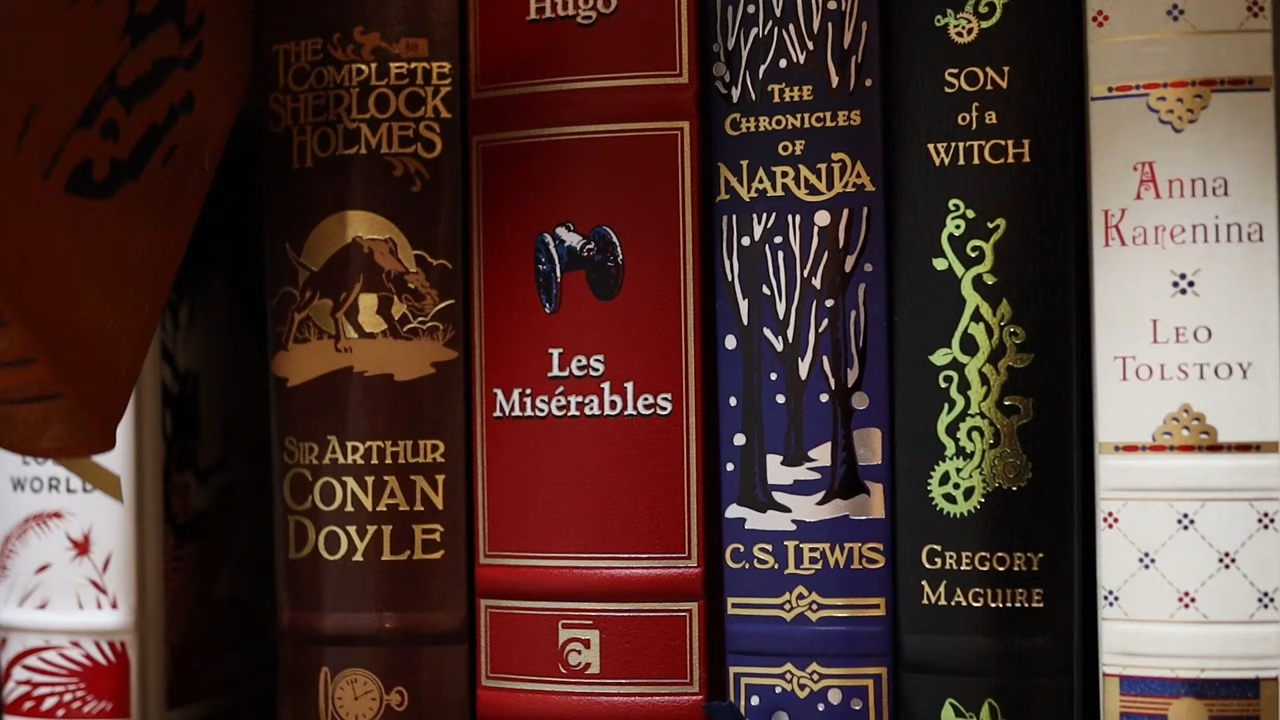 WORLD
THE
COMPLETE
SHERLOCK
HOLMES
SIR ARTHUR
CONAN
DOYLE
Hugo
Les
Misérables
THE
CHRONICLES
OF
NARNIA
C.S. LEWIS
SON
of a
WITCH
GREGORY
MAGUIRE
Anna
Karenina
LEO
TOLSTOY